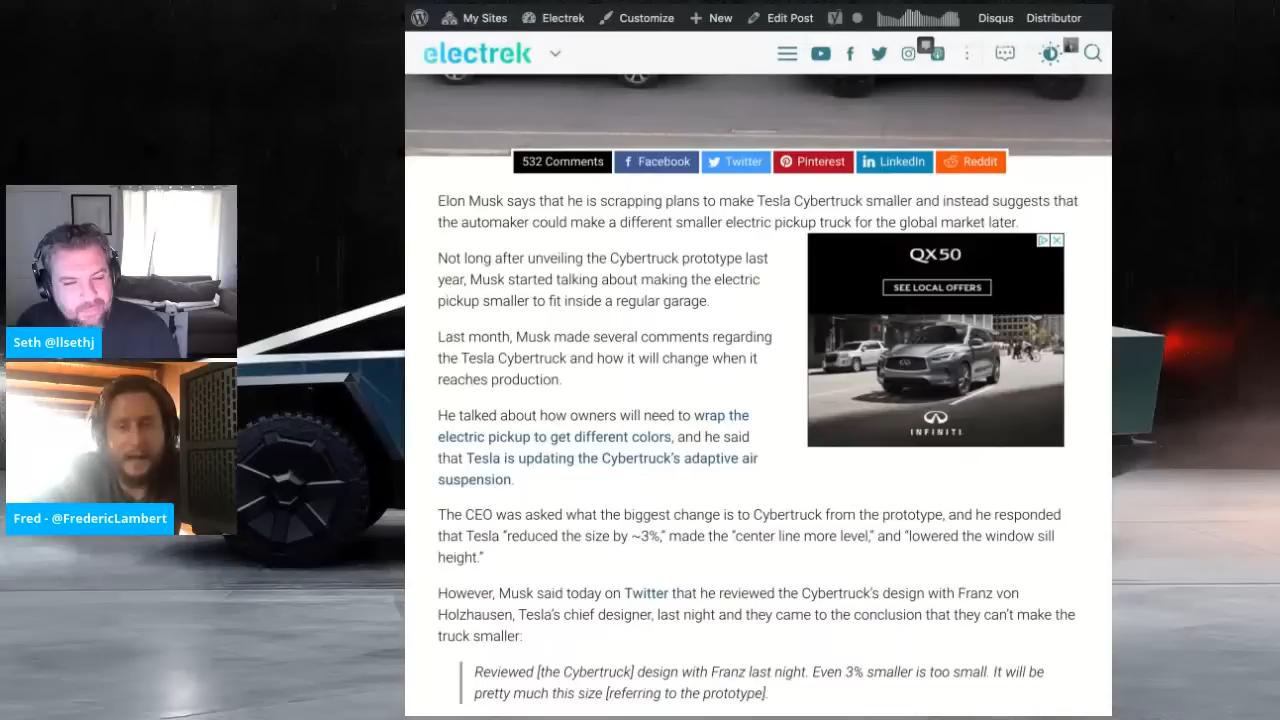 My Sites Electrek Customize New Edit Post Disqus Distributor
electrek
532 Comments Facebook Twitter Pinterest LinkedIn Reddit
Elon Musk says that he is scrapping plans to make Tesla Cybertruck smaller and instead suggests that
the automaker could make a different smaller electric pickup truck for the global market later.
Not long after unveiling the Cybertruck prototype last
year, Musk started talking about making the electric
pickup smaller to fit inside a regular garage.
Last month, Musk made several comments regarding
the Tesla Cybertruck and how it will change when it
reaches production.
He talked about how owners will need to wrap the
electric pickup to get different colors, and he said
that Tesla is updating the Cybertruck's adaptive air
suspension.
QX50
SEE LOCAL OFFERS
INFINITI
The CEO was asked what the biggest change is to Cybertruck from the prototype, and he responded
that Tesla “reduced the size by ~3%,” made the “center line more level,” and “lowered the window sill
height.”
However, Musk said today on Twitter that he reviewed the Cybertruck's design with Franz von
Holzhausen, Tesla's chief designer, last night and they came to the conclusion that they can't make the
truck smaller:
Reviewed [the Cybertruck] design with Franz last night. Even 3% smaller is too small. It will be
pretty much this size [referring to the prototype].
Seth @llsethj
Fred - @FredericLambert